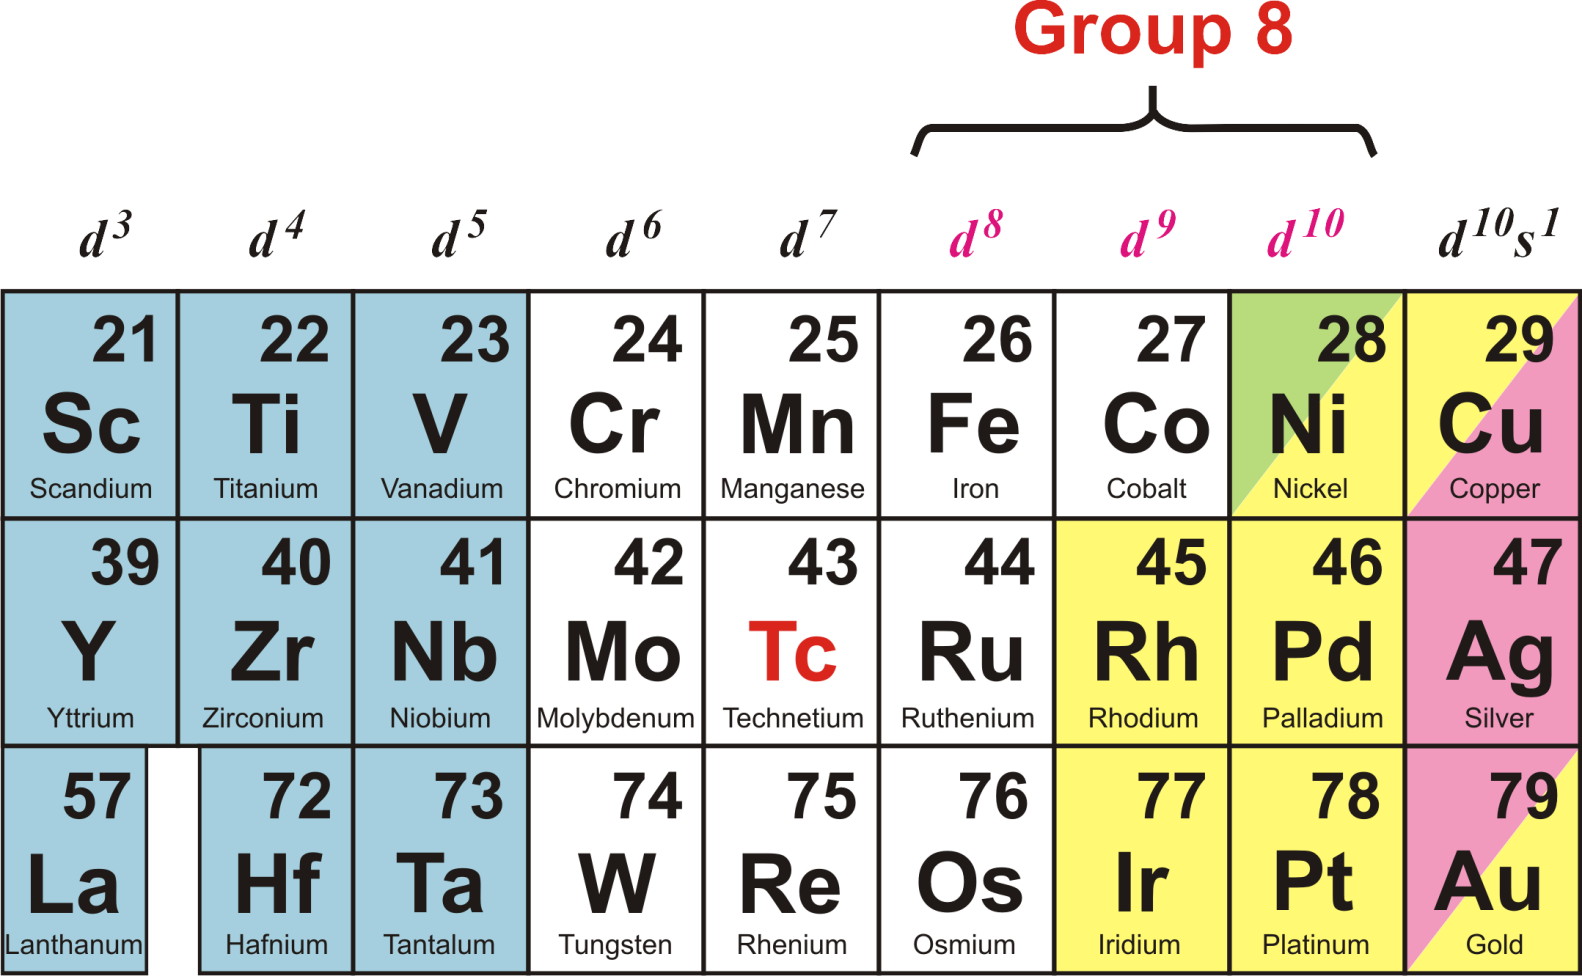 Group 8
d³ d⁴ d⁵ d⁶ d⁷ d⁸ d⁹ d¹⁰ d¹⁰s¹
21 22 23 24 25 26 27 28 29
Sc Ti V Cr Mn Fe Co Ni Cu
Scandium Titanium Vanadium Chromium Manganese Iron Cobalt Nickel Copper
39 40 41 42 43 44 45 46 47
Y Zr Nb Mo Tc Ru Rh Pd Ag
Yttrium Zirconium Niobium Molybdenum Technetium Ruthenium Rhodium Palladium Silver
57 72 73 74 75 76 77 78 79
La Hf Ta W Re Os Ir Pt Au
Lanthanum Hafnium Tantalum Tungsten Rhenium Osmium Iridium Platinum Gold